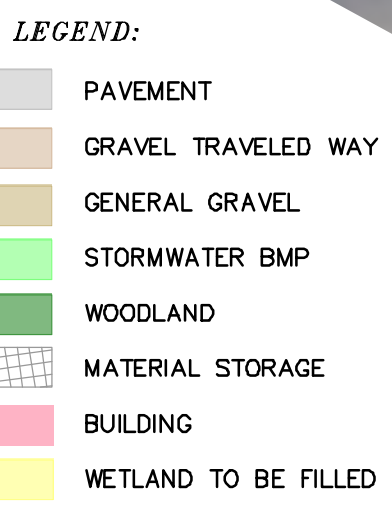 LEGEND:
PAVEMENT
GRAVEL TRAVELED WAY
GENERAL GRAVEL
STORMWATER BMP
WOODLAND
MATERIAL STORAGE
BUILDING
WETLAND TO BE FILLED